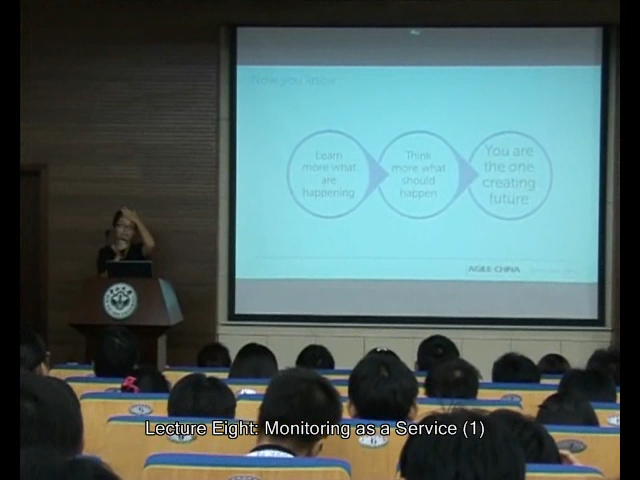 Now you know
Learn
more what
are
happening
Think
more what
should
happen
You are
the one
creating
future
AGILE CHINA
Lecture Eight: Monitoring as a Service (1)